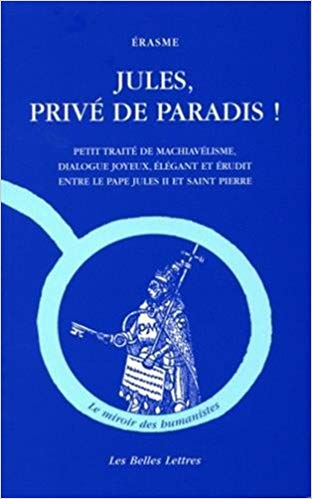 ÉRASME
JULES,
PRIVÉ DE PARADIS !
PETIT TRAITÉ DE MACHIAVÉLISME,
DIALOGUE JOYEUX, ÉLÉGANT ET ÉRUDIT
ENTRE LE PAPE JULES II ET SAINT PIERRE
P M
Le miroir des humanistes
Les Belles Lettres